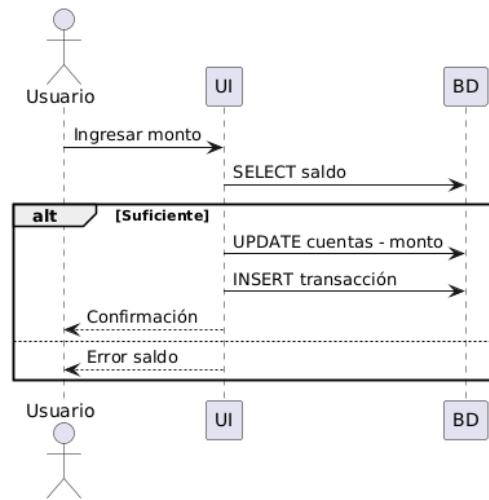 Usuario
UI
BD
Ingresar monto
SELECT saldo
alt [Suficiente]
UPDATE cuentas - monto
INSERT transacción
Confirmación
Error saldo
Usuario
UI
BD